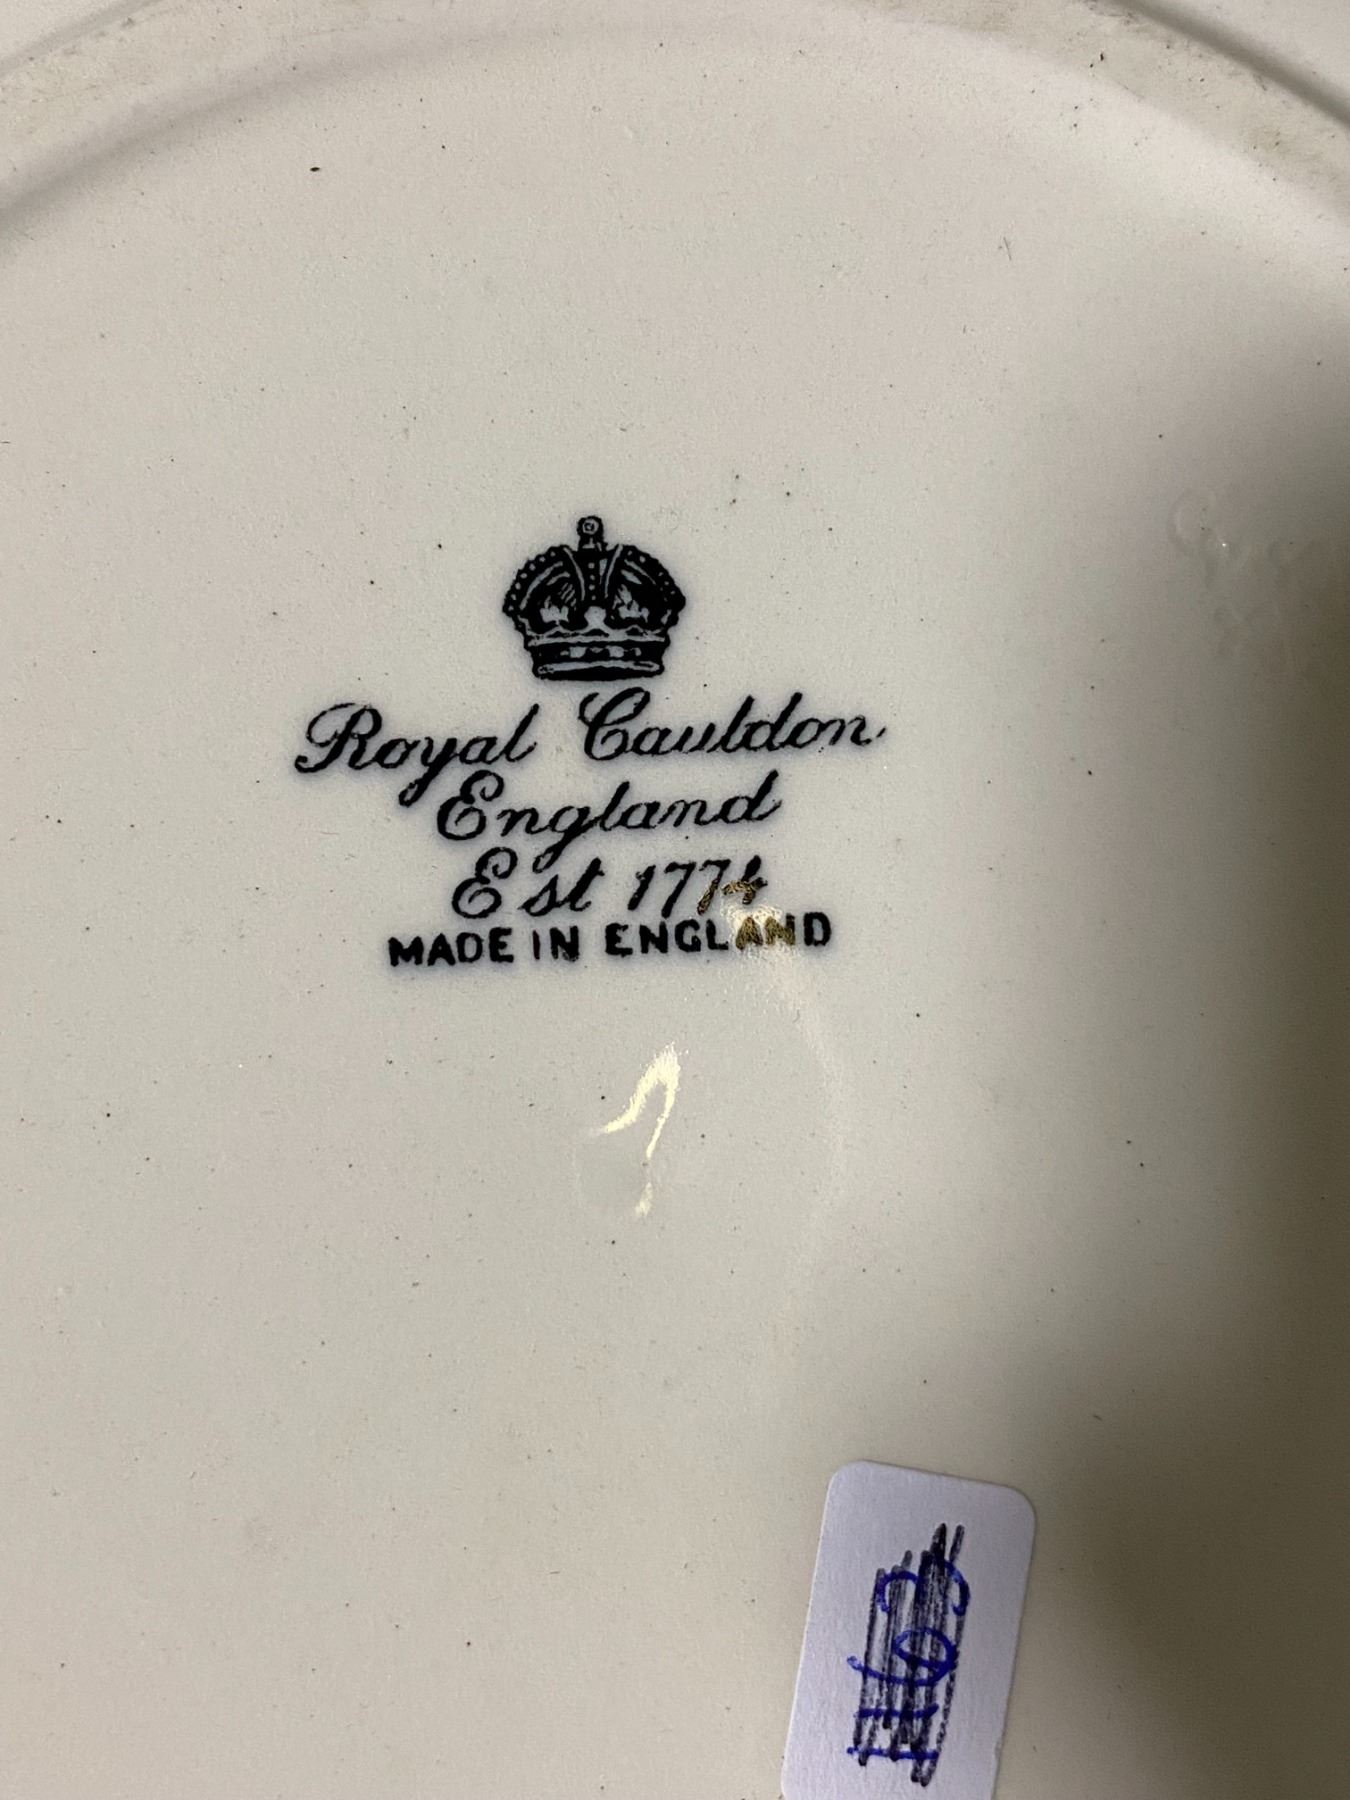 Royal Cauldon
England
Est 1774
MADE IN ENGLAND